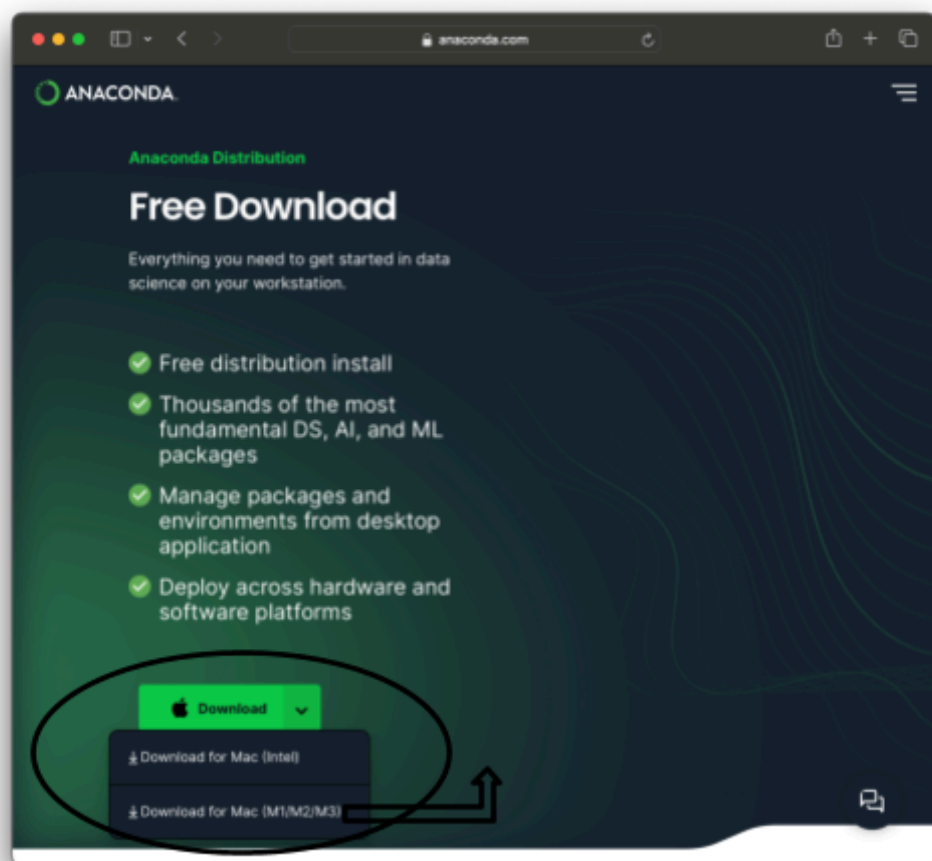 anaconda.com
ANACONDA.
Anaconda Distribution
Free Download
Everything you need to get started in data
science on your workstation.
Free distribution install
Thousands of the most
fundamental DS, AI, and ML
packages
Manage packages and
environments from desktop
application
Deploy across hardware and
software platforms
Download
Download for Mac (Intel)
Download for Mac (M1/M2/M3)